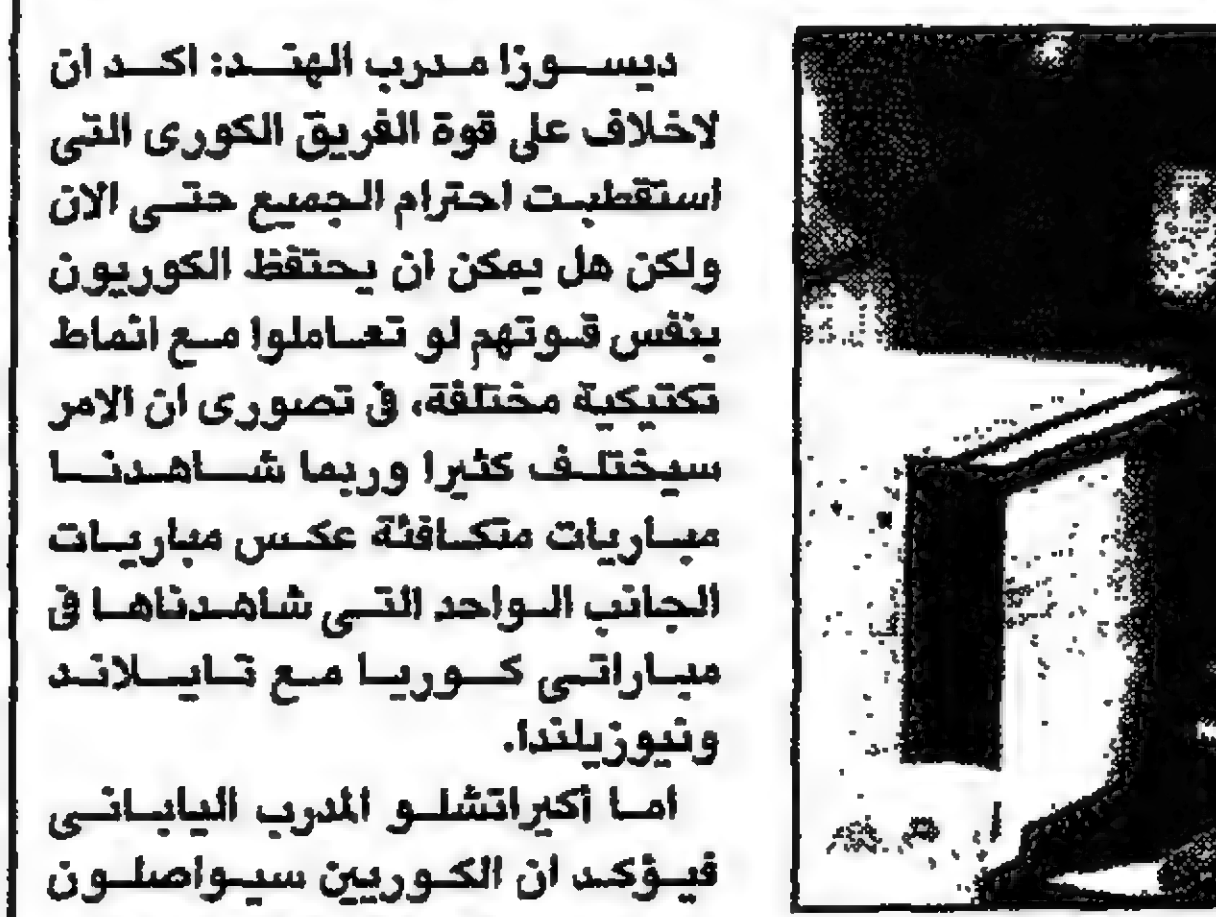 ديسوزا مدرب الهند: اكد ان
لاخلاف على قوة الفريق الكورى التى
استقطبت احترام الجميع حتى الان
ولكن هل يمكن ان يحتفظ الكوريون
بنفس قوتهم لو تعاملوا مع انماط
تكتيكية مختلفة، فى تصورى ان الامر
سيختلف كثيرا وربما شاهدنا
مباريات متكافئة عكس مباريات
الجانب الواحد التى شاهدناها فى
مباراتى كوريا مع تايلاند
ونيوزيلندا.
اما أكيراتشلو المدرب اليابانى
فيؤكد ان الكوريين سيواصلون